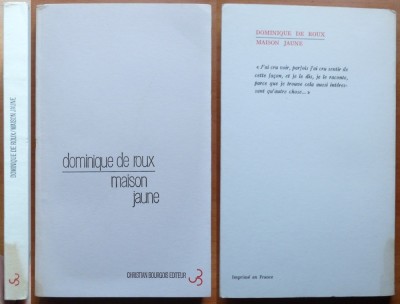 DOMINIQUE DE ROUX/MAISON JAUNE
dominique de roux
maison
jaune
CHRISTIAN BOURGOIS EDITEUR
DOMINIQUE DE ROUX
MAISON JAUNE
« J'ai cru voir, parfois j'ai cru sentir de
cette façon, et je le dis, je le raconte,
parce que je trouve cela aussi intéres-
sant qu'autre chose... »
Imprimé en France